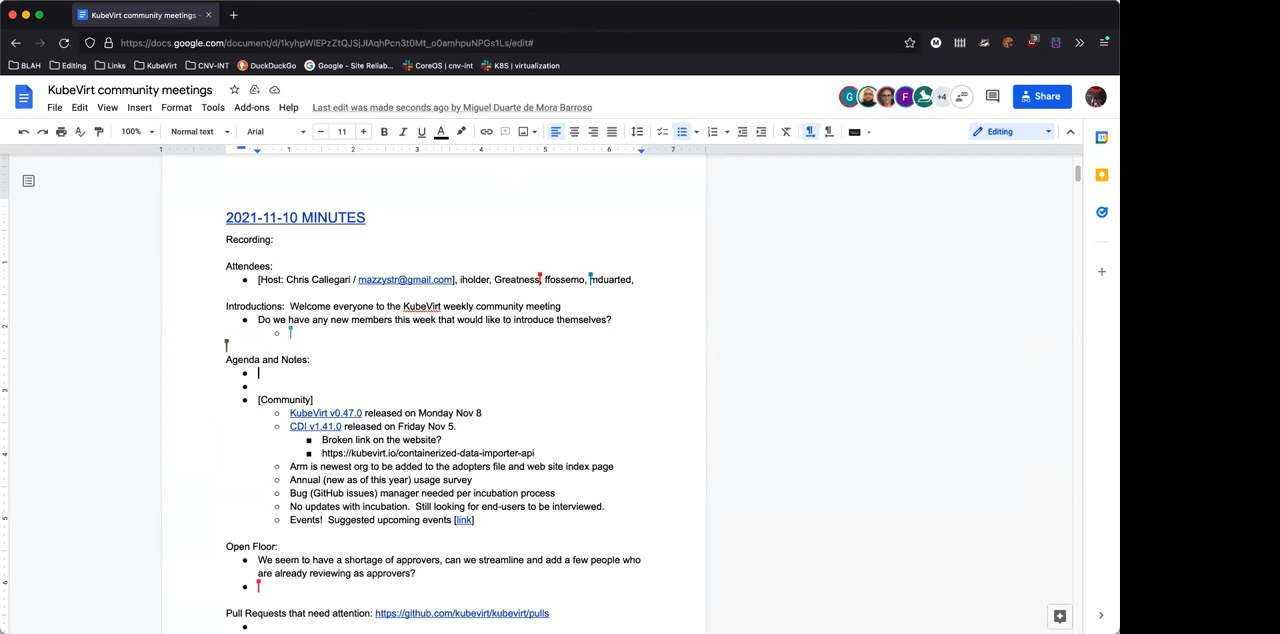 KubeVirt community meetings -
https://docs.google.com/document/d/1kyhpWlEPzZtQJSjJIAqhPcn3t0Mt_o0amhpuNPGs1Ls/edit#
BLAH Editing Links KubeVirt CNV-INT DuckDuckGo Google - Site Reliab... CoreOS | cnv-int K8S | virtualization
KubeVirt community meetings
File Edit View Insert Format Tools Add-ons Help Last edit was made seconds ago by Miguel Duarte de Mora Barroso
G F +4 Share
100% Normal text Arial 11 B I U A Editing
1 1 2 3 4 5 6 7
2021-11-10 MINUTES
Recording:
Attendees:
[Host: Chris Callegari / mazzystr@gmail.com], iholder, Greatness, ffossemo, mduarted,
Introductions: Welcome everyone to the KubeVirt weekly community meeting
Do we have any new members this week that would like to introduce themselves?
Agenda and Notes:
[Community]
KubeVirt v0.47.0 released on Monday Nov 8
CDI v1.41.0 released on Friday Nov 5.
Broken link on the website?
https://kubevirt.io/containerized-data-importer-api
Arm is newest org to be added to the adopters file and web site index page
Annual (new as of this year) usage survey
Bug (GitHub issues) manager needed per incubation process
No updates with incubation. Still looking for end-users to be interviewed.
Events! Suggested upcoming events [link]
Open Floor:
We seem to have a shortage of approvers, can we streamline and add a few people who
are already reviewing as approvers?
Pull Requests that need attention: https://github.com/kubevirt/kubevirt/pulls